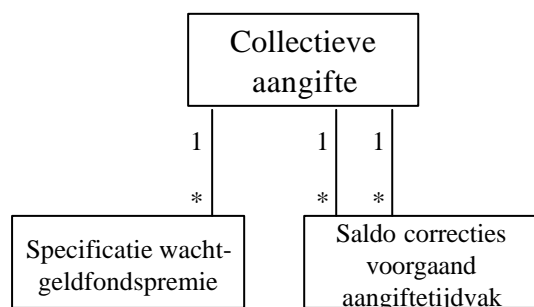 Collectieve
aangifte
1 1 1
* * *
Specificatie wacht-
geldfondspremie
Saldo correcties
voorgaand
aangiftetijdvak